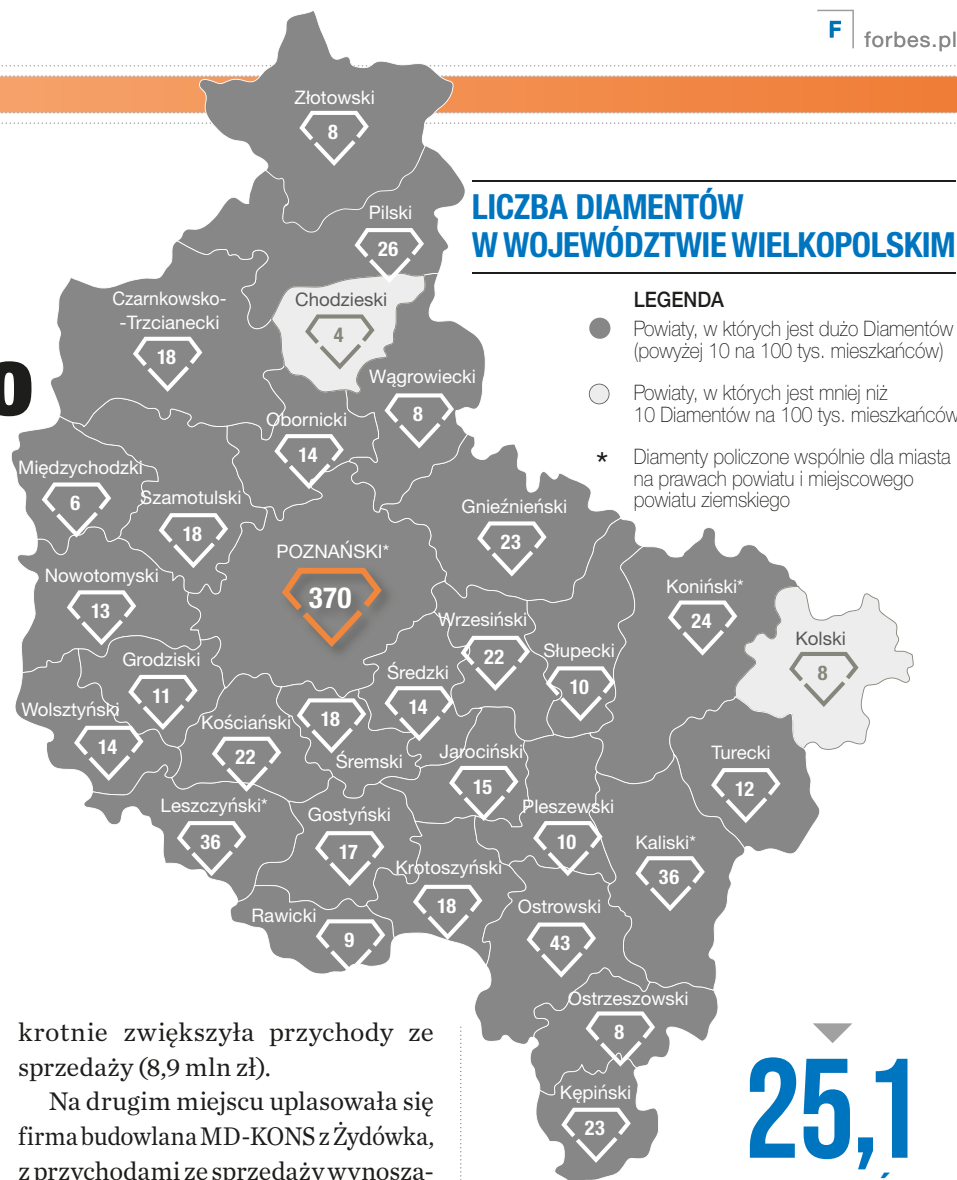 F forbes.pl
LICZBA DIAMENTÓW
W WOJEWÓDZTWIE WIELKOPOLSKIM
LEGENDA
Powiaty, w których jest dużo Diamentów
(powyżej 10 na 100 tys. mieszkańców)
Powiaty, w których jest mniej niż
10 Diamentów na 100 tys. mieszkańców
* Diamenty policzone wspólnie dla miasta
na prawach powiatu i miejscowego
powiatu ziemskiego
Złotowski
8
Pilski
26
Czarnkowsko-
-Trzcianecki
18
Chodzieski
4
Wągrowiecki
8
Obornicki
14
Międzychodzki
6
Szamotulski
18
Gnieźnieński
23
POZNAŃSKI*
370
Nowotomyski
13
Koniński*
24
Kolski
8
Wrzesiński
22
Słupecki
10
Grodziski
11
Średzki
14
Wolsztyński
14
Kościański
22
18
Śremski
Jarociński
15
Turecki
12
Leszczyński*
36
Gostyński
17
Pleszewski
10
Kaliski*
36
Krotoszyński
18
Rawicki
9
Ostrowski
43
Ostrzeszowski
8
Kępiński
23
krotnie zwiększyła przychody ze
sprzedaży (8,9 mln zł).
Na drugim miejscu uplasowała się
firma budowlana MD-KONS z Żydówka,
z przychodami ze sprzedaży wynoszą-
25,1